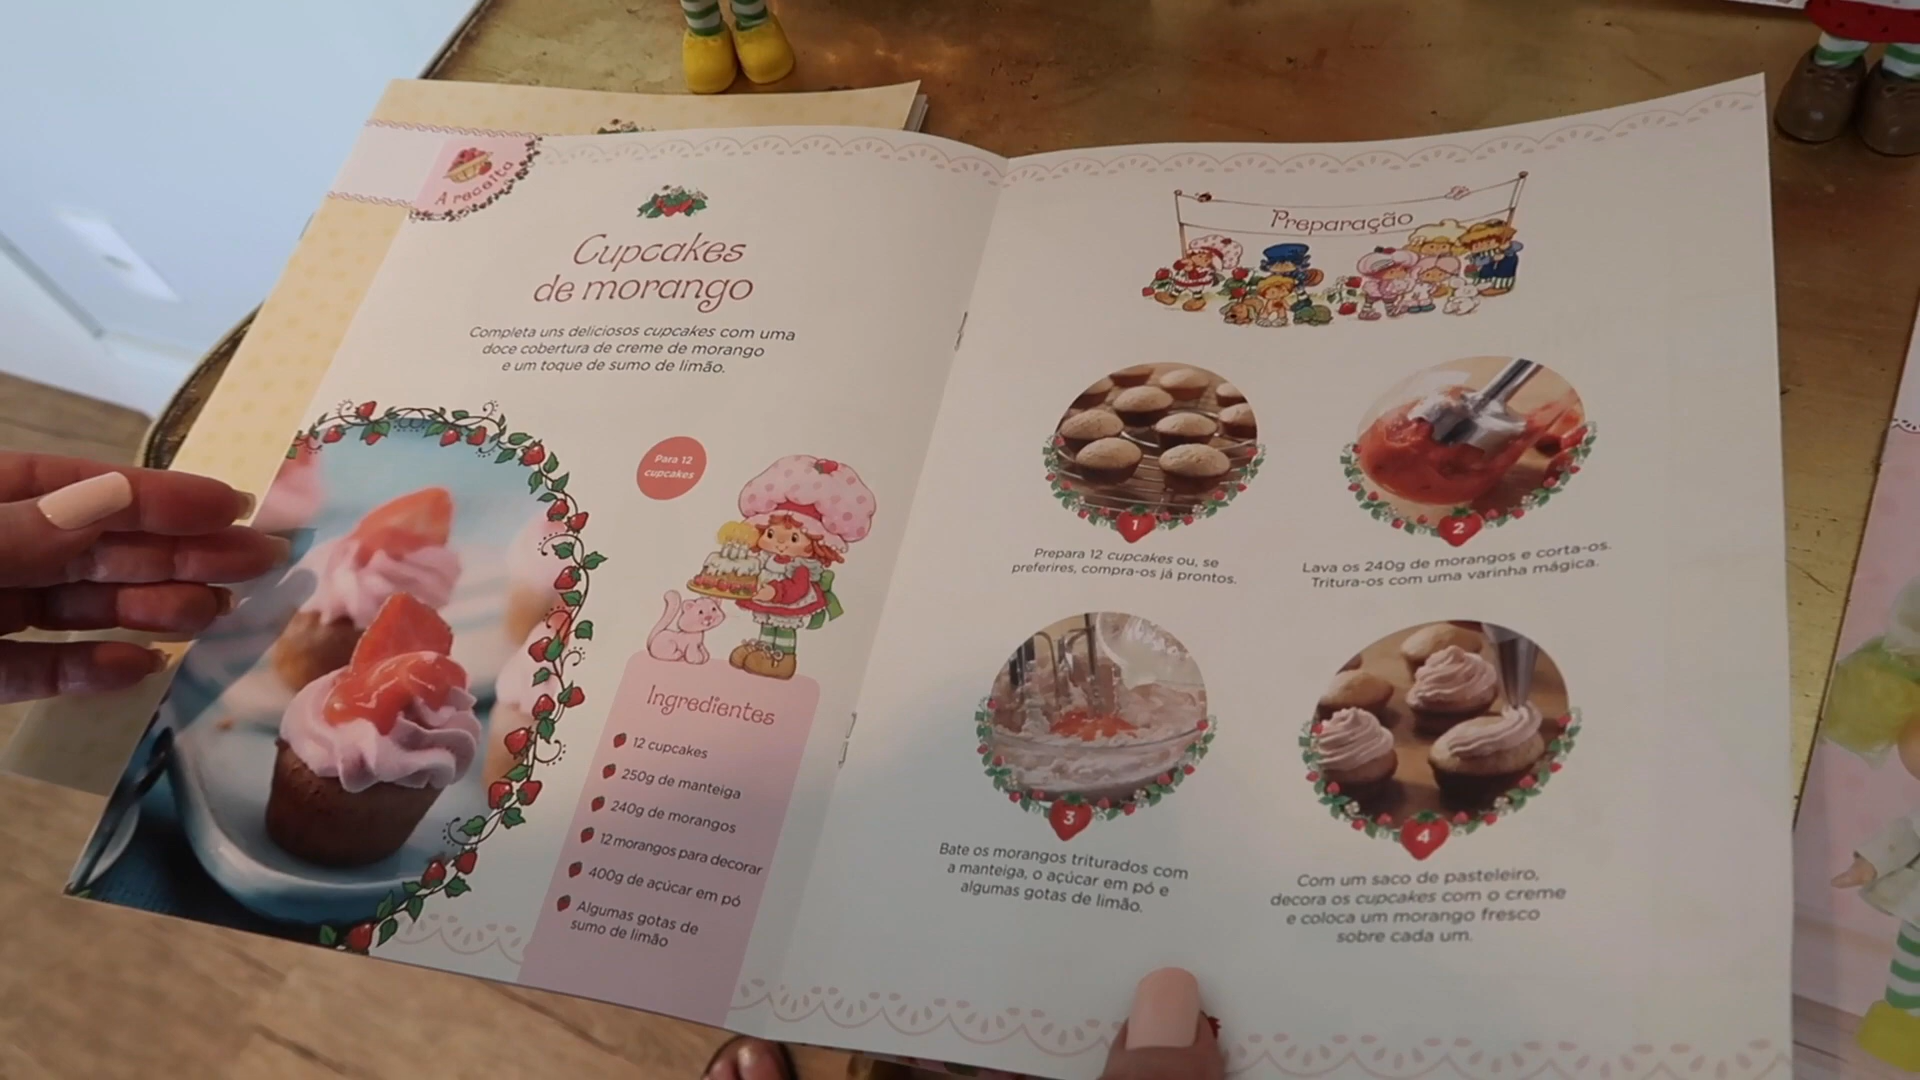 A receita
Cupcakes
de morango
Completa uns deliciosos cupcakes com uma
doce cobertura de creme de morango
e um toque de sumo de limão.
Para 12
cupcakes
Ingredientes
12 cupcakes
250g de manteiga
240g de morangos
12 morangos para decorar
400g de açúcar em pó
Algumas gotas de
sumo de limão
Preparação
1
Prepara 12 cupcakes ou, se
preferires, compra-os já prontos.
2
Lava os 240g de morangos e corta-os.
Tritura-os com uma varinha mágica.
3
Bate os morangos triturados com
a manteiga, o açúcar em pó e
algumas gotas de limão.
4
Com um saco de pasteleiro,
decora os cupcakes com o creme
e coloca um morango fresco
sobre cada um.